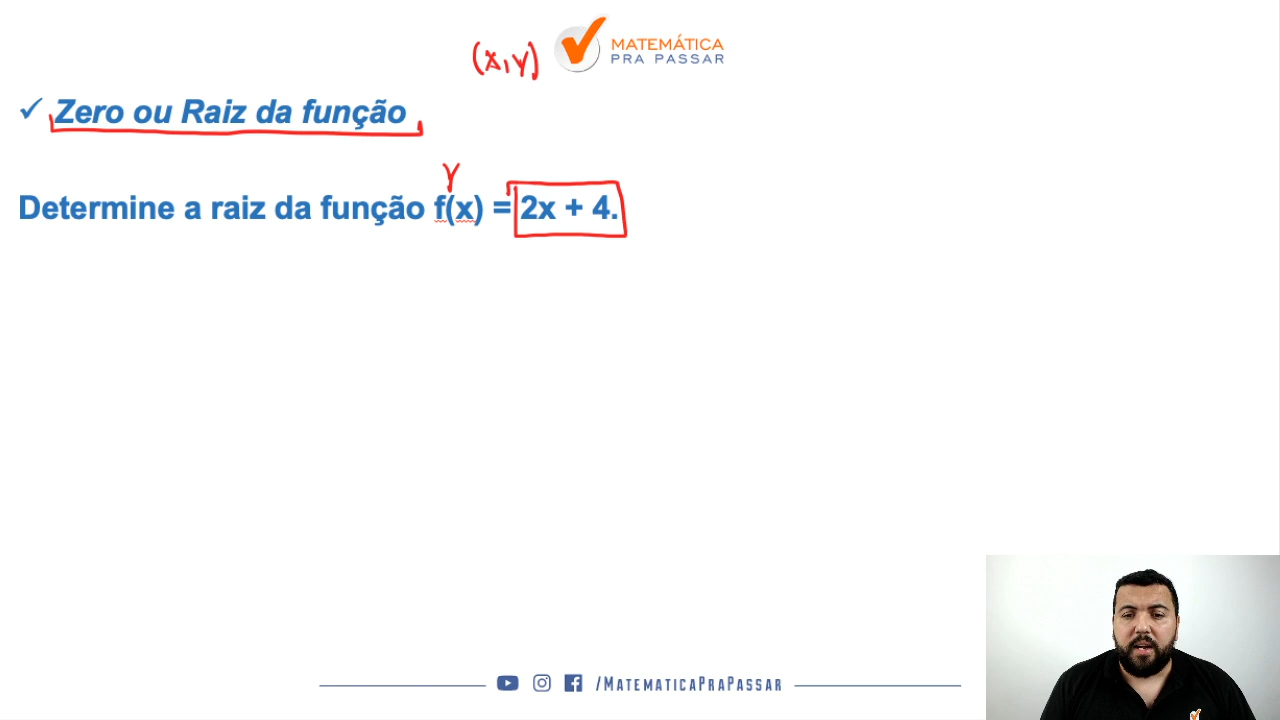 (x,y)
MATEMÁTICA
PRA PASSAR
✓ Zero ou Raiz da função
y
Determine a raiz da função f(x) = 2x + 4.
/MATEMATICAPRAPASSAR